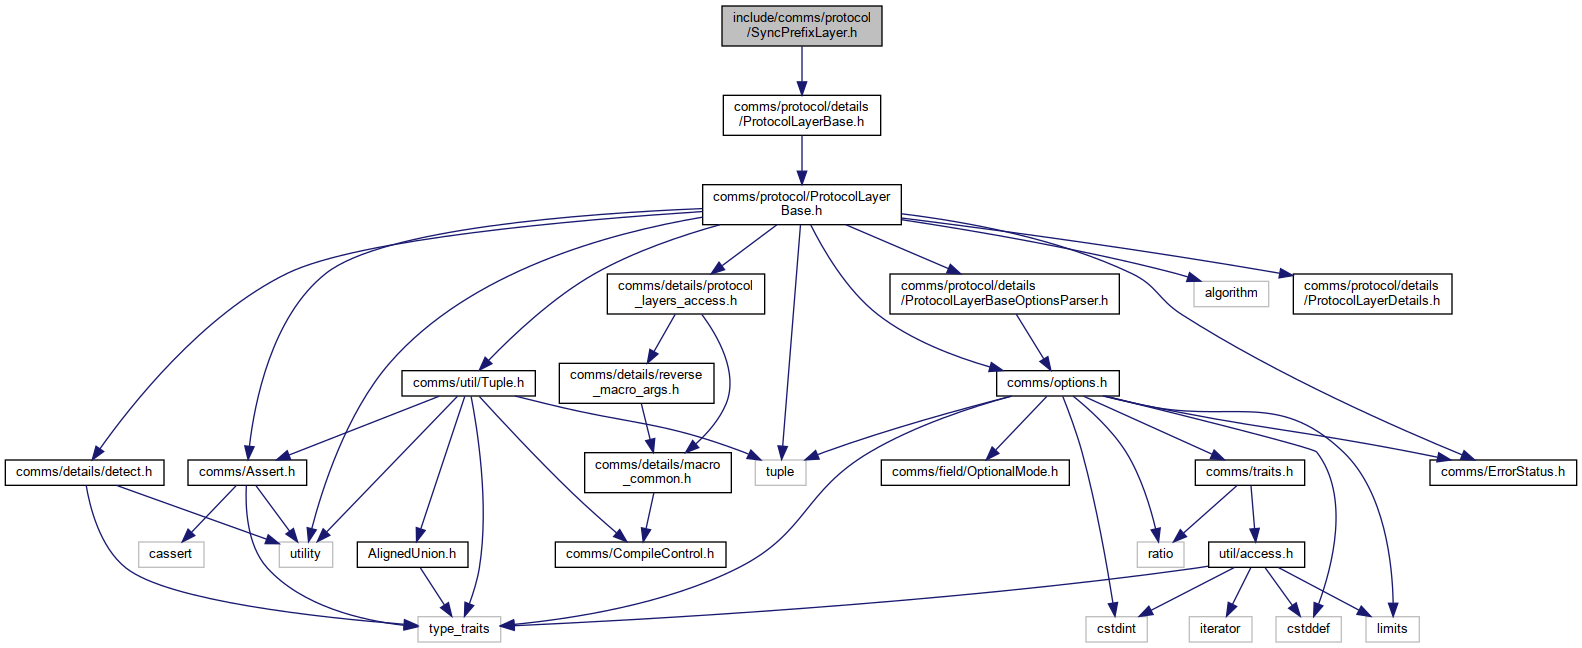 include/comms/protocol
/SyncPrefixLayer.h
comms/protocol/details
/ProtocolLayerBase.h
comms/protocol/ProtocolLayer
Base.h
comms/details/protocol
_layers_access.h
comms/protocol/details
/ProtocolLayerBaseOptionsParser.h
algorithm
comms/protocol/details
/ProtocolLayerDetails.h
comms/util/Tuple.h
comms/details/reverse
_macro_args.h
comms/options.h
comms/details/detect.h
comms/Assert.h
comms/details/macro
_common.h
tuple
comms/field/OptionalMode.h
comms/traits.h
comms/ErrorStatus.h
cassert
utility
AlignedUnion.h
comms/CompileControl.h
ratio
util/access.h
type_traits
cstdint
iterator
cstddef
limits